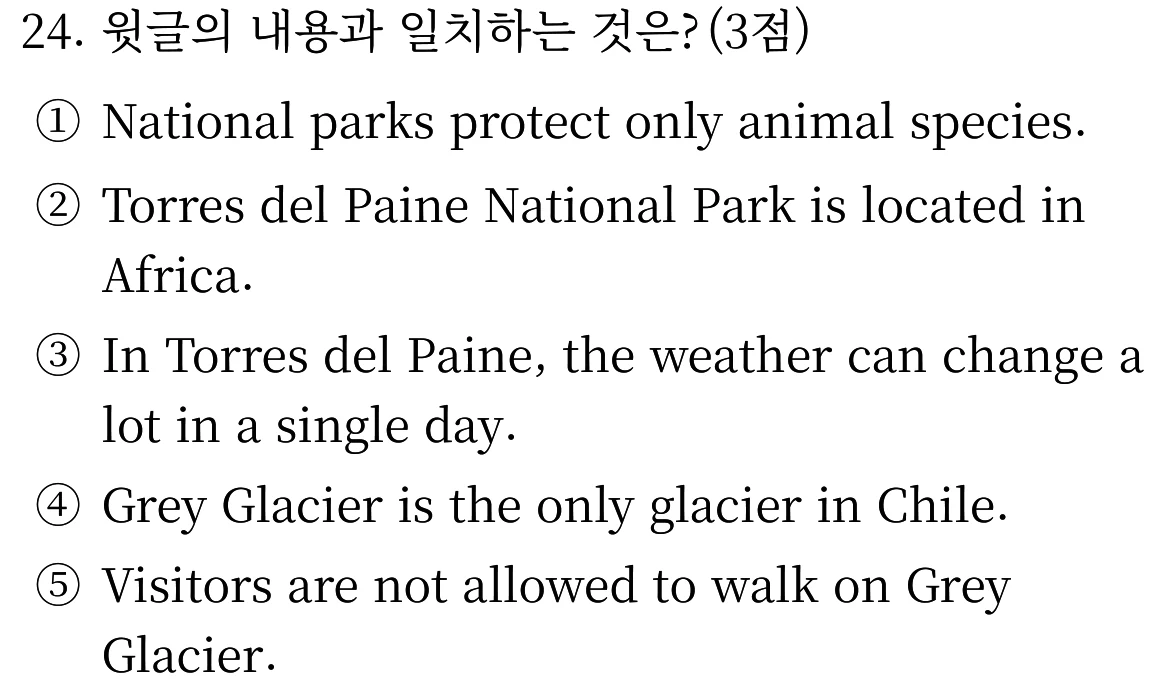 24. 윗글의 내용과 일치하는 것은?(3점)
① National parks protect only animal species.
② Torres del Paine National Park is located in
Africa.
③ In Torres del Paine, the weather can change a
lot in a single day.
④ Grey Glacier is the only glacier in Chile.
⑤ Visitors are not allowed to walk on Grey
Glacier.